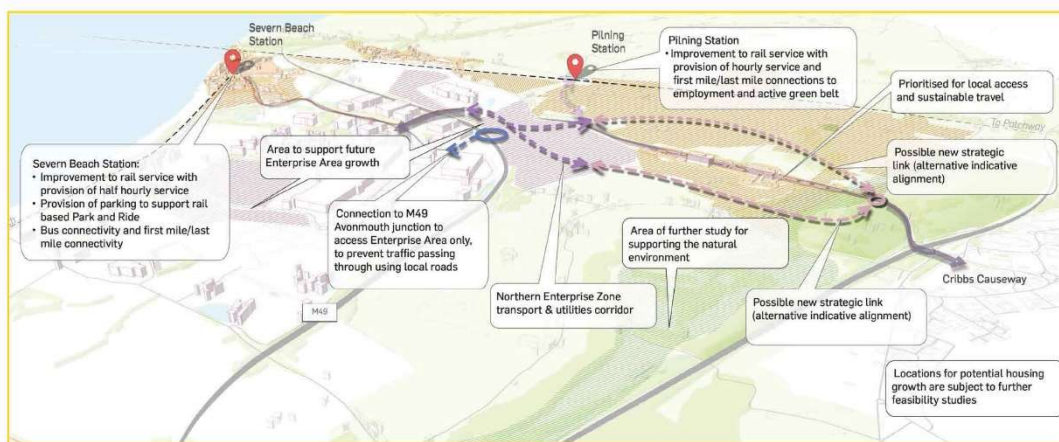 Severn Beach
Station
Pilning
Station
Pilning Station
• Improvement to rail service with
provision of hourly service and
first mile/last mile connections to
employment and active green belt
Prioritised for local access
and sustainable travel
To Patchway
Area to support future
Enterprise Area growth
Possible new strategic
link (alternative indicative
alignment)
Severn Beach Station:
• Improvement to rail service with
provision of half hourly service
• Provision of parking to support rail
based Park and Ride
• Bus connectivity and first mile/last
mile connectivity
Connection to M49
Avonmouth junction to
access Enterprise Area only,
to prevent traffic passing
through using local roads
Area of further study for
supporting the natural
environment
Cribbs Causeway
Northern Enterprise Zone
transport & utilities corridor
Possible new strategic link
(alternative indicative alignment)
M49
Locations for potential housing
growth are subject to further
feasibility studies